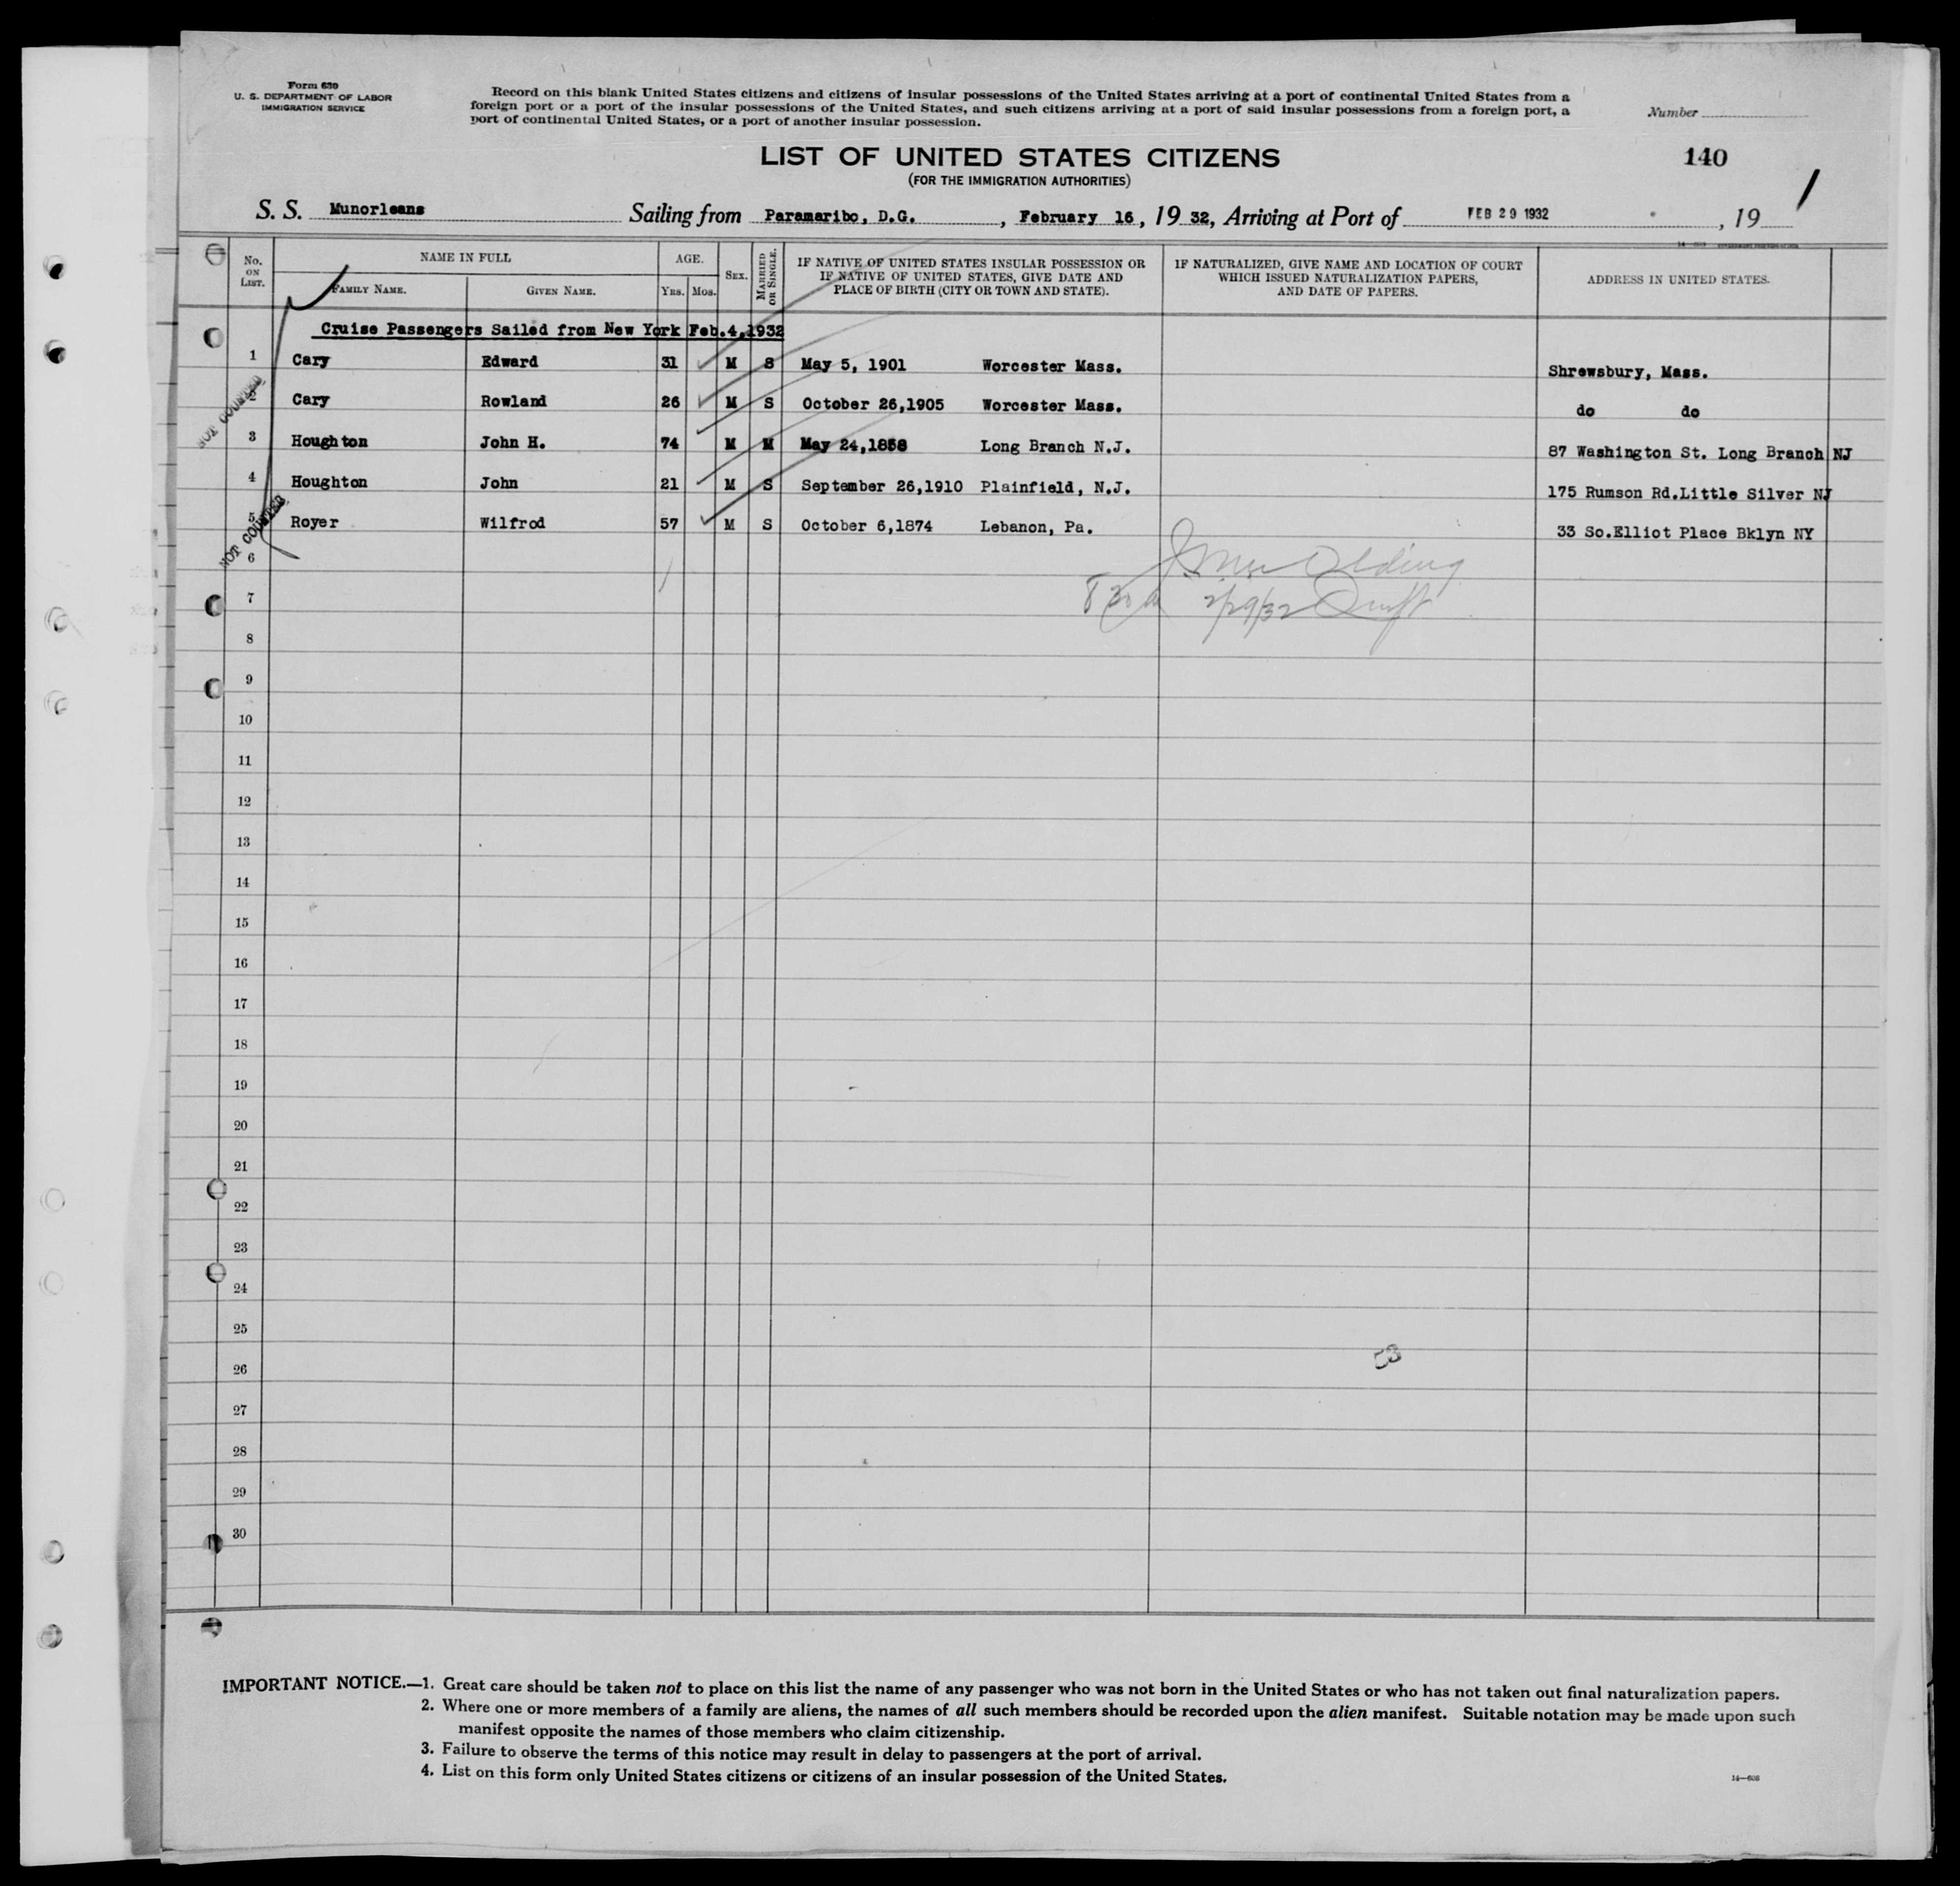 Form 630
U. S. DEPARTMENT OF LABOR
IMMIGRATION SERVICE
Record on this blank United States citizens and citizens of insular possessions of the United States arriving at a port of continental United States from a
foreign port or a port of the insular possessions of the United States, and such citizens arriving at a port of said insular possessions from a foreign port, a
port of continental United States, or a port of another insular possession.
Number
LIST OF UNITED STATES CITIZENS
(FOR THE IMMIGRATION AUTHORITIES)
140
S. S. Munorleans Sailing from Paramaribo, D.G. , February 16, 19 32, Arriving at Port of FEB 29 1932 , 19
No. ON LIST.
NAME IN FULL
FAMILY NAME. GIVEN NAME.
AGE.
YRS. MOS.
SEX.
MARRIED OR SINGLE.
IF NATIVE OF UNITED STATES INSULAR POSSESSION OR
IF NATIVE OF UNITED STATES, GIVE DATE AND
PLACE OF BIRTH (CITY OR TOWN AND STATE).
IF NATURALIZED, GIVE NAME AND LOCATION OF COURT
WHICH ISSUED NATURALIZATION PAPERS,
AND DATE OF PAPERS.
ADDRESS IN UNITED STATES.
Cruise Passengers Sailed from New York Feb.4,1932
1 Cary Edward 31 M S May 5, 1901 Worcester Mass. Shrewsbury, Mass.
2 Cary Rowland 26 M S October 26,1905 Worcester Mass. do do
NOT COUNTED
3 Houghton John H. 74 M M May 24,1858 Long Branch N.J. 87 Washington St. Long Branch NJ
4 Houghton John 21 M S September 26,1910 Plainfield, N.J. 175 Rumson Rd.Little Silver NJ
5 Royer Wilfrod 57 M S October 6,1874 Lebanon, Pa. 33 So.Elliot Place Bklyn NY
NOT COUNTED
6
7 2/29/32
8
9
10
11
12
13
14
15
16
17
18
19
20
21
22
23
24
25
26
53
27
28
29
30
IMPORTANT NOTICE.—1. Great care should be taken not to place on this list the name of any passenger who was not born in the United States or who has not taken out final naturalization papers.
2. Where one or more members of a family are aliens, the names of all such members should be recorded upon the alien manifest. Suitable notation may be made upon such
manifest opposite the names of those members who claim citizenship.
3. Failure to observe the terms of this notice may result in delay to passengers at the port of arrival.
4. List on this form only United States citizens or citizens of an insular possession of the United States.